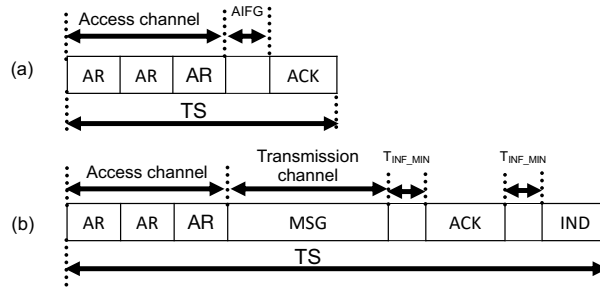 Access channel AIFG
(a) AR AR AR ACK
TS
Access channel Transmission channel T_INF_MIN T_INF_MIN
(b) AR AR AR MSG ACK IND
TS